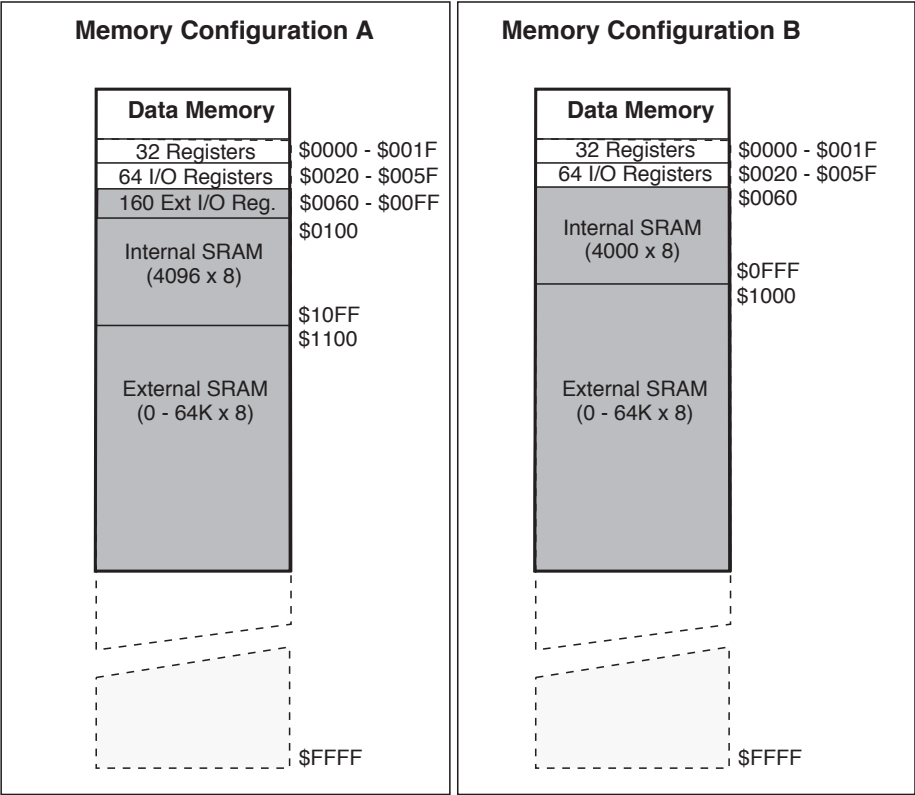 Memory Configuration A
Data Memory
32 Registers
$0000 - $001F
64 I/O Registers
$0020 - $005F
160 Ext I/O Reg.
$0060 - $00FF
$0100
Internal SRAM
(4096 x 8)
$10FF
$1100
External SRAM
(0 - 64K x 8)
$FFFF
Memory Configuration B
Data Memory
32 Registers
$0000 - $001F
64 I/O Registers
$0020 - $005F
$0060
Internal SRAM
(4000 x 8)
$0FFF
$1000
External SRAM
(0 - 64K x 8)
$FFFF